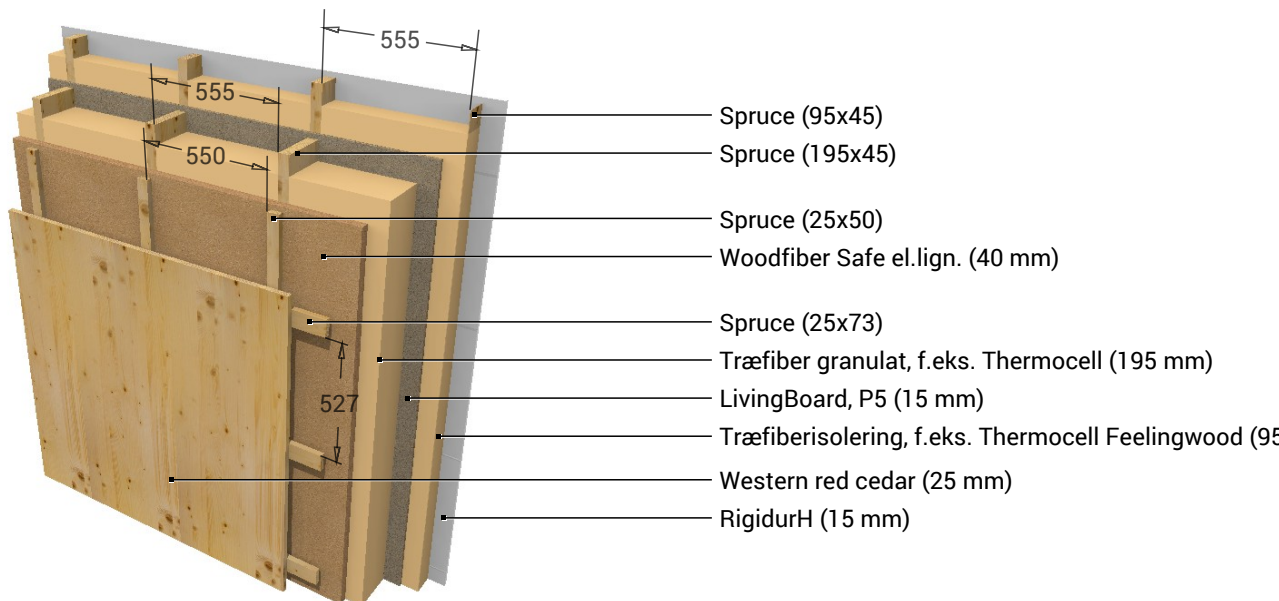 555
555
550
527
Spruce (95x45)
Spruce (195x45)
Spruce (25x50)
Woodfiber Safe el.lign. (40 mm)
Spruce (25x73)
Træfiber granulat, f.eks. Thermocell (195 mm)
LivingBoard, P5 (15 mm)
Træfiberisolering, f.eks. Thermocell Feelingwood (95
Western red cedar (25 mm)
RigidurH (15 mm)